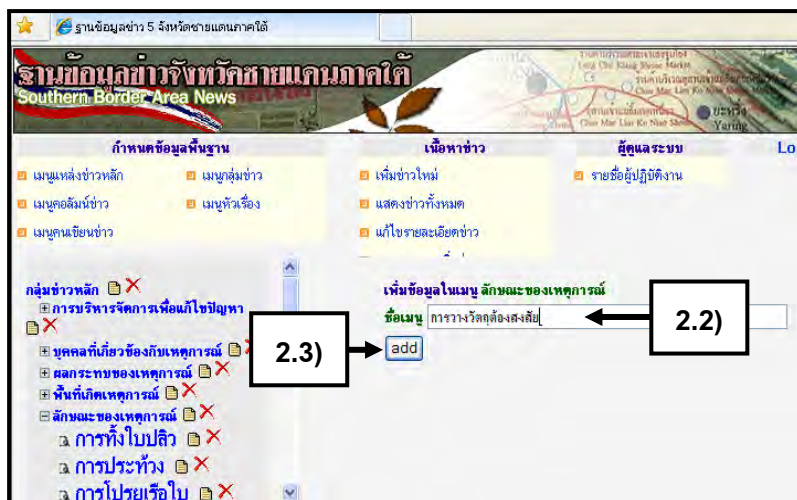 ฐานข้อมูลข่าว 5 จังหวัดชายแดนภาคใต้
ฐานข้อมูลข่าวจังหวัดชายแดนภาคใต้
Southern Border Area News
Yaring
กำหนดข้อมูลพื้นฐาน
เนื้อหาข่าว
ผู้ดูแลระบบ
Lo
เมนูแหล่งข่าวหลัก
เมนูกลุ่มข่าว
เพิ่มข่าวใหม่
รายชื่อผู้ปฏิบัติงาน
เมนูคอลัมน์ข่าว
เมนูหัวเรื่อง
แสดงข่าวทั้งหมด
เมนูคนเขียนข่าว
แก้ไขรายละเอียดข่าว
กลุ่มข่าวหลัก
การบริหารจัดการเพื่อแก้ไขปัญหา
บุคคลที่เกี่ยวข้องกับเหตุการณ์
ผลกระทบของเหตุการณ์
พื้นที่เกิดเหตุการณ์
ลักษณะของเหตุการณ์
การทิ้งใบปลิว
การประท้วง
การโปรยเรือใบ
เพิ่มข้อมูลในเมนู ลักษณะของเหตุการณ์
ชื่อเมนู การวางวัตถุต้องสงสัย
2.2)
2.3)
add